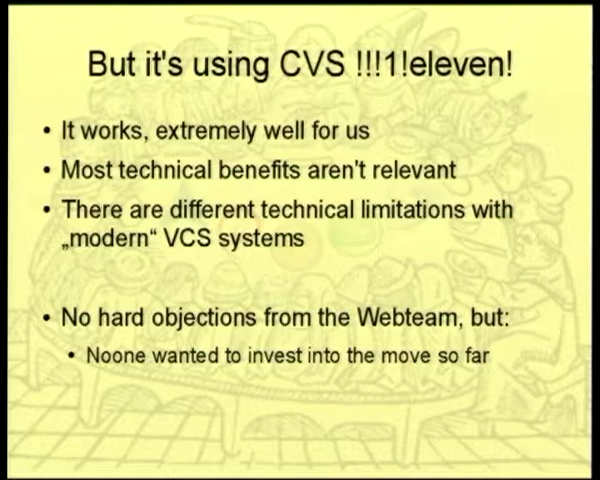 But it's using CVS !!!1!eleven!
• It works, extremely well for us
• Most technical benefits aren't relevant
• There are different technical limitations with
„modern“ VCS systems
• No hard objections from the Webteam, but:
• Noone wanted to invest into the move so far